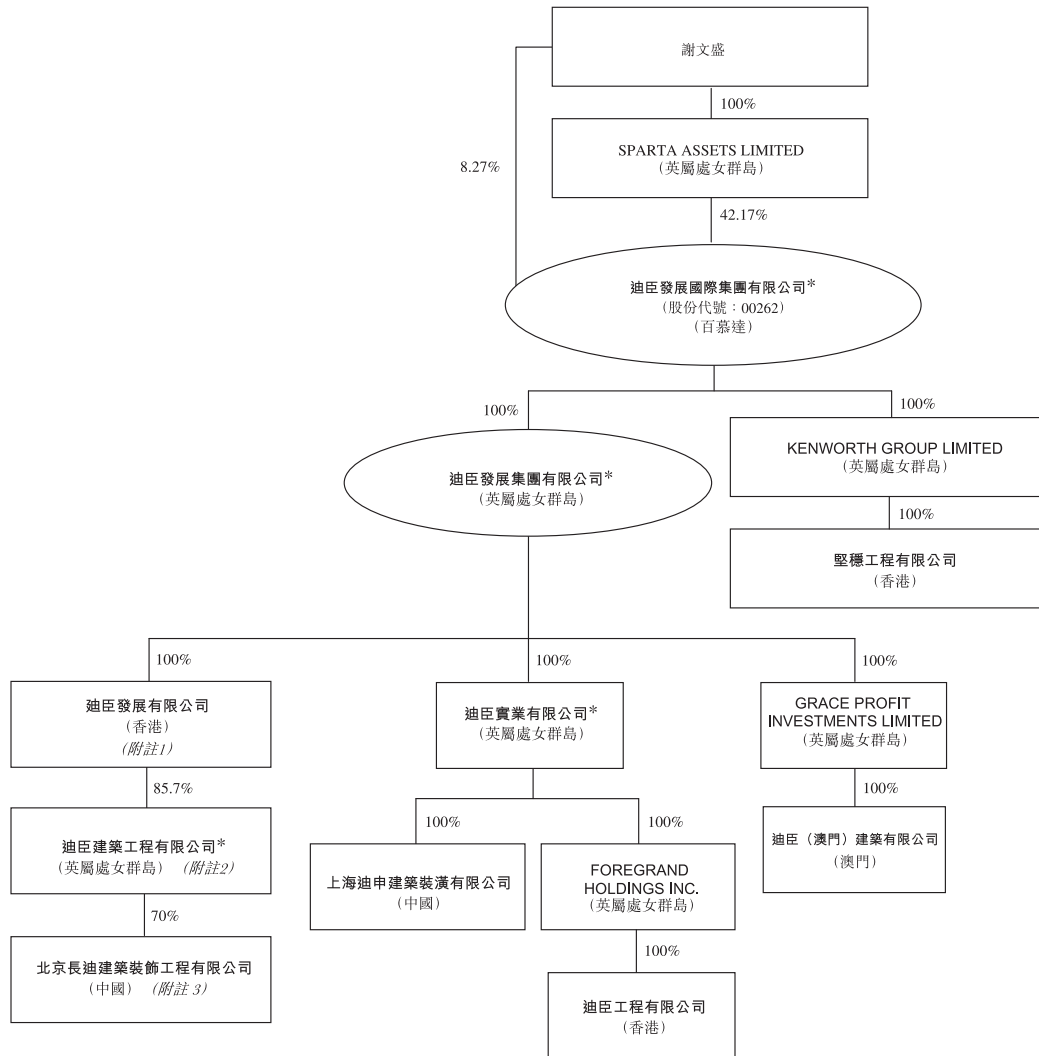 謝文盛
100%
SPARTA ASSETS LIMITED
(英屬處女群島)
8.27%
42.17%
迪臣發展國際集團有限公司*
(股份代號：00262)
(百慕達)
100%
100%
KENWORTH GROUP LIMITED
(英屬處女群島)
迪臣發展集團有限公司*
(英屬處女群島)
100%
堅穩工程有限公司
(香港)
100%
100%
100%
迪臣發展有限公司
(香港)
(附註1)
迪臣實業有限公司*
(英屬處女群島)
GRACE PROFIT
INVESTMENTS LIMITED
(英屬處女群島)
85.7%
100%
100%
100%
迪臣建築工程有限公司*
(英屬處女群島) (附註2)
上海迪申建築裝潢有限公司
(中國)
FOREGRAND
HOLDINGS INC.
(英屬處女群島)
迪臣（澳門）建築有限公司
(澳門)
70%
100%
北京長迪建築裝飾工程有限公司
(中國) (附註 3)
迪臣工程有限公司
(香港)